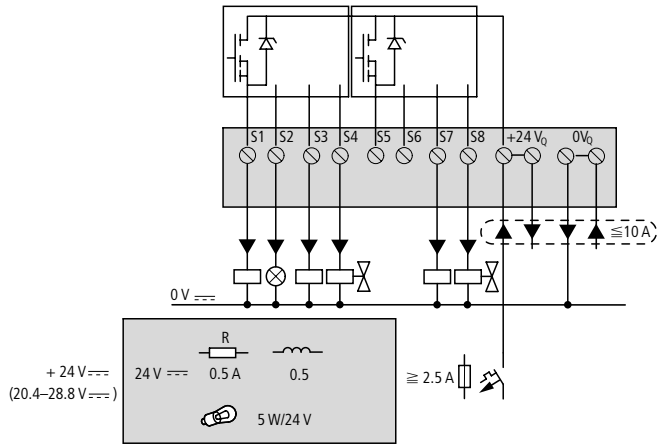 S1 S2 S3 S4 S5 S6 S7 S8 +24 VQ 0VQ
≦10 A
0 V ⎓
R
+ 24 V ⎓ 24 V ⎓ 0.5 A 0.5 ≧ 2.5 A
(20.4–28.8 V ⎓)
5 W/24 V